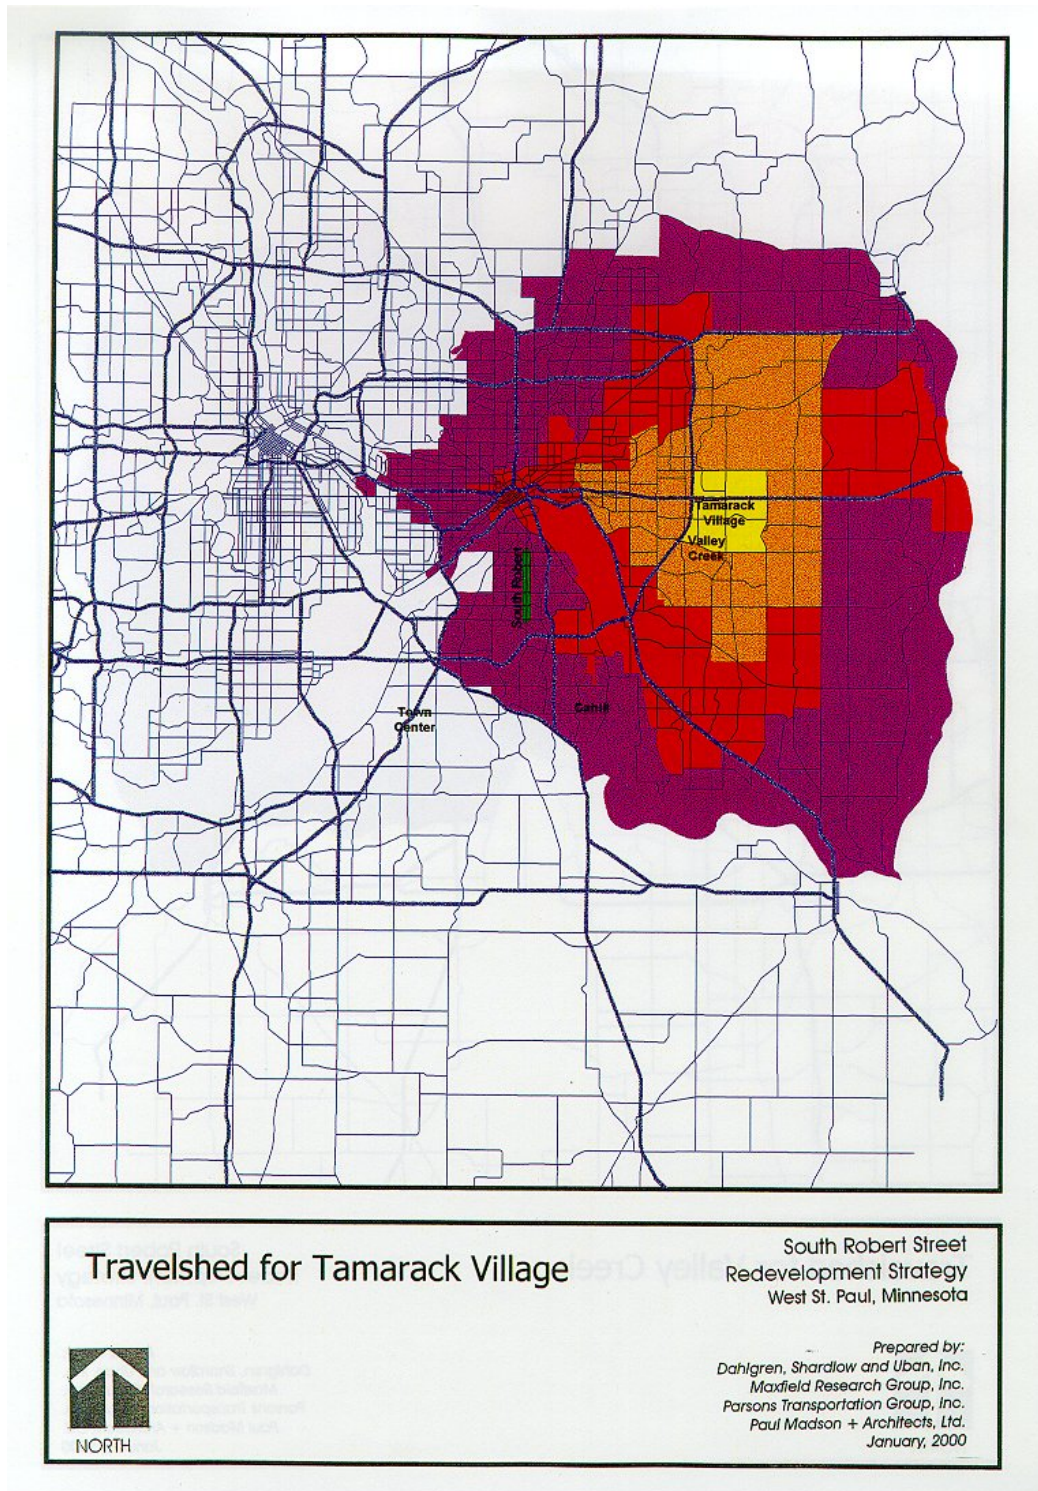 Tamarack
Village
Valley
Creek
South Robert
Town
Center
Cahill
Travelshed for Tamarack Village
South Robert Street
Redevelopment Strategy
West St. Paul, Minnesota
NORTH
Prepared by:
Dahlgren, Shardlow and Uban, Inc.
Maxfield Research Group, Inc.
Parsons Transportation Group, Inc.
Paul Madson + Architects, Ltd.
January, 2000